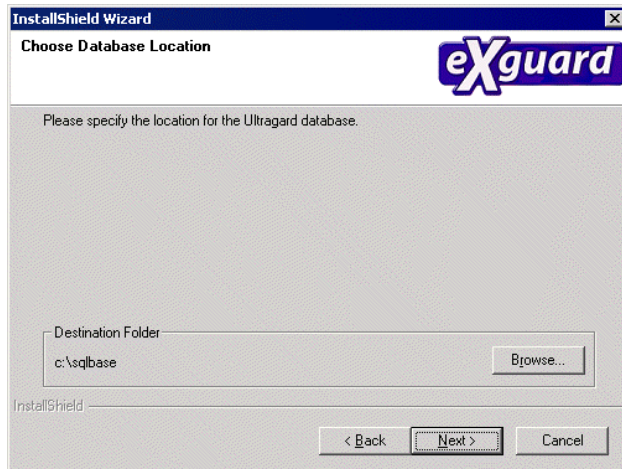 InstallShield Wizard
Choose Database Location
eXguard
Please specify the location for the Ultragard database.
Destination Folder
c:\sqlbase
Browse...
InstallShield
< Back
Next >
Cancel